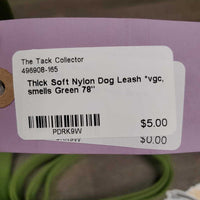 The Tack Collector
496908-165
Thick Soft Nylon Dog Leash *vgc,
smells Green 78"
PDRK9W
$5.00
$0.00